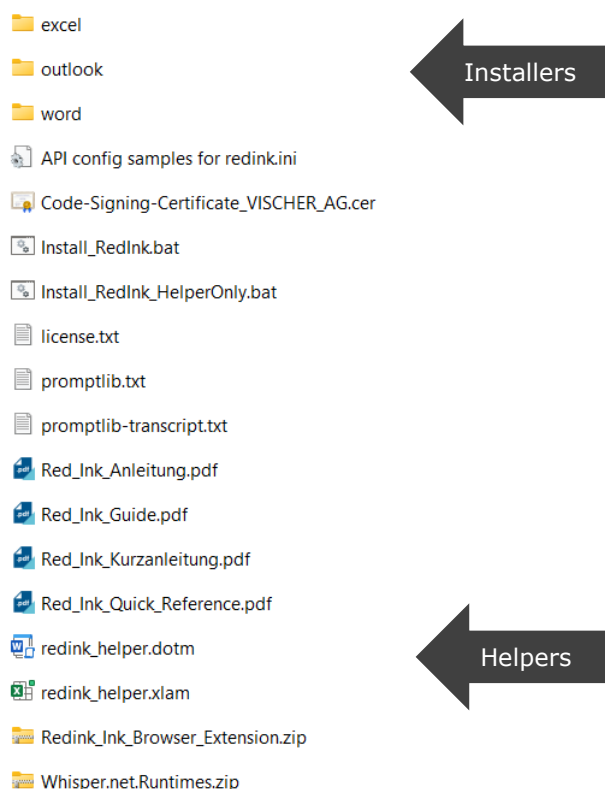 excel
outlook
Installers
word
API config samples for redink.ini
Code-Signing-Certificate_VISCHER_AG.cer
Install_RedInk.bat
Install_RedInk_HelperOnly.bat
license.txt
promptlib.txt
promptlib-transcript.txt
Red_Ink_Anleitung.pdf
Red_Ink_Guide.pdf
Red_Ink_Kurzanleitung.pdf
Red_Ink_Quick_Reference.pdf
redink_helper.dotm
Helpers
redink_helper.xlam
Redink_Ink_Browser_Extension.zip
Whisper.net.Runtimes.zip